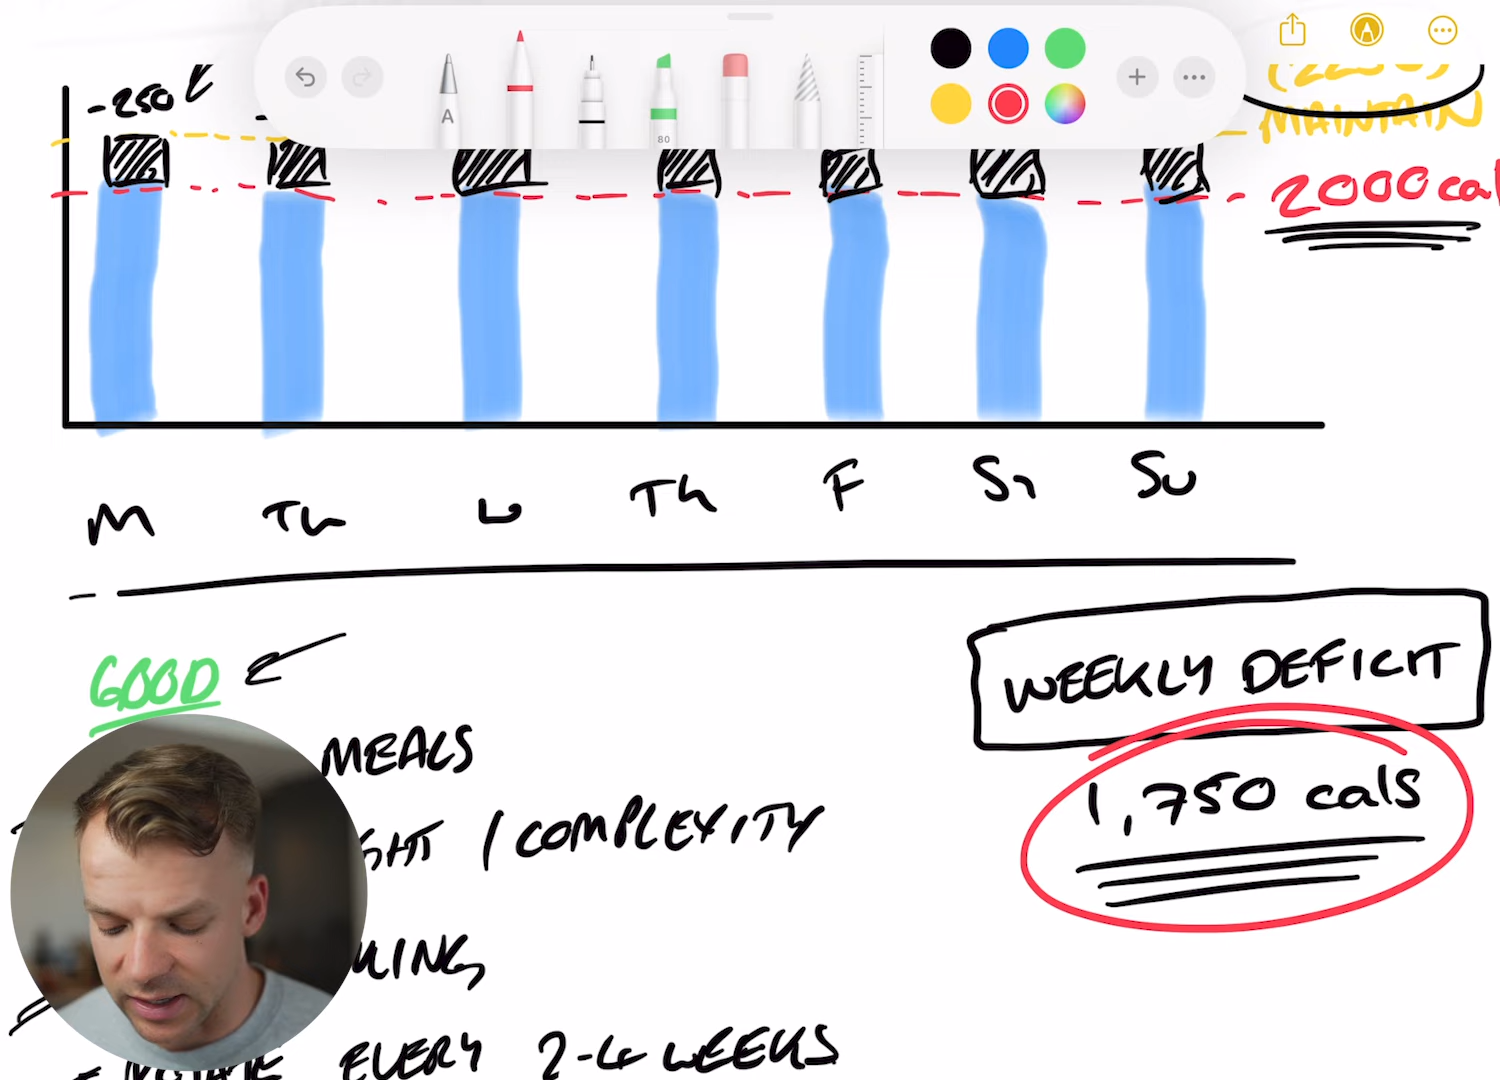 -250
A
80
MAINTAIN
2000 cal
M Tu W Th F Sa Su
GOOD
WEEKLY DEFICIT
MEALS
1,750 cals
/ COMPLEXITY
EVERY 2-4 WEEKS